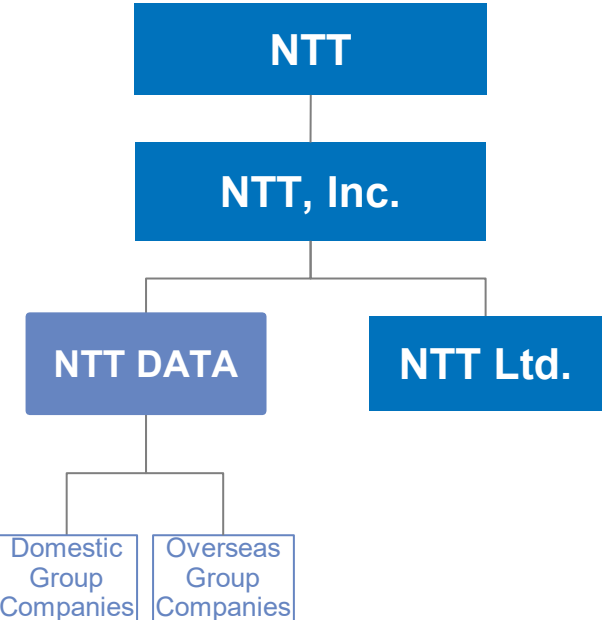 NTT
NTT, Inc.
NTT DATA
NTT Ltd.
Domestic
Group
Companies
Overseas
Group
Companies